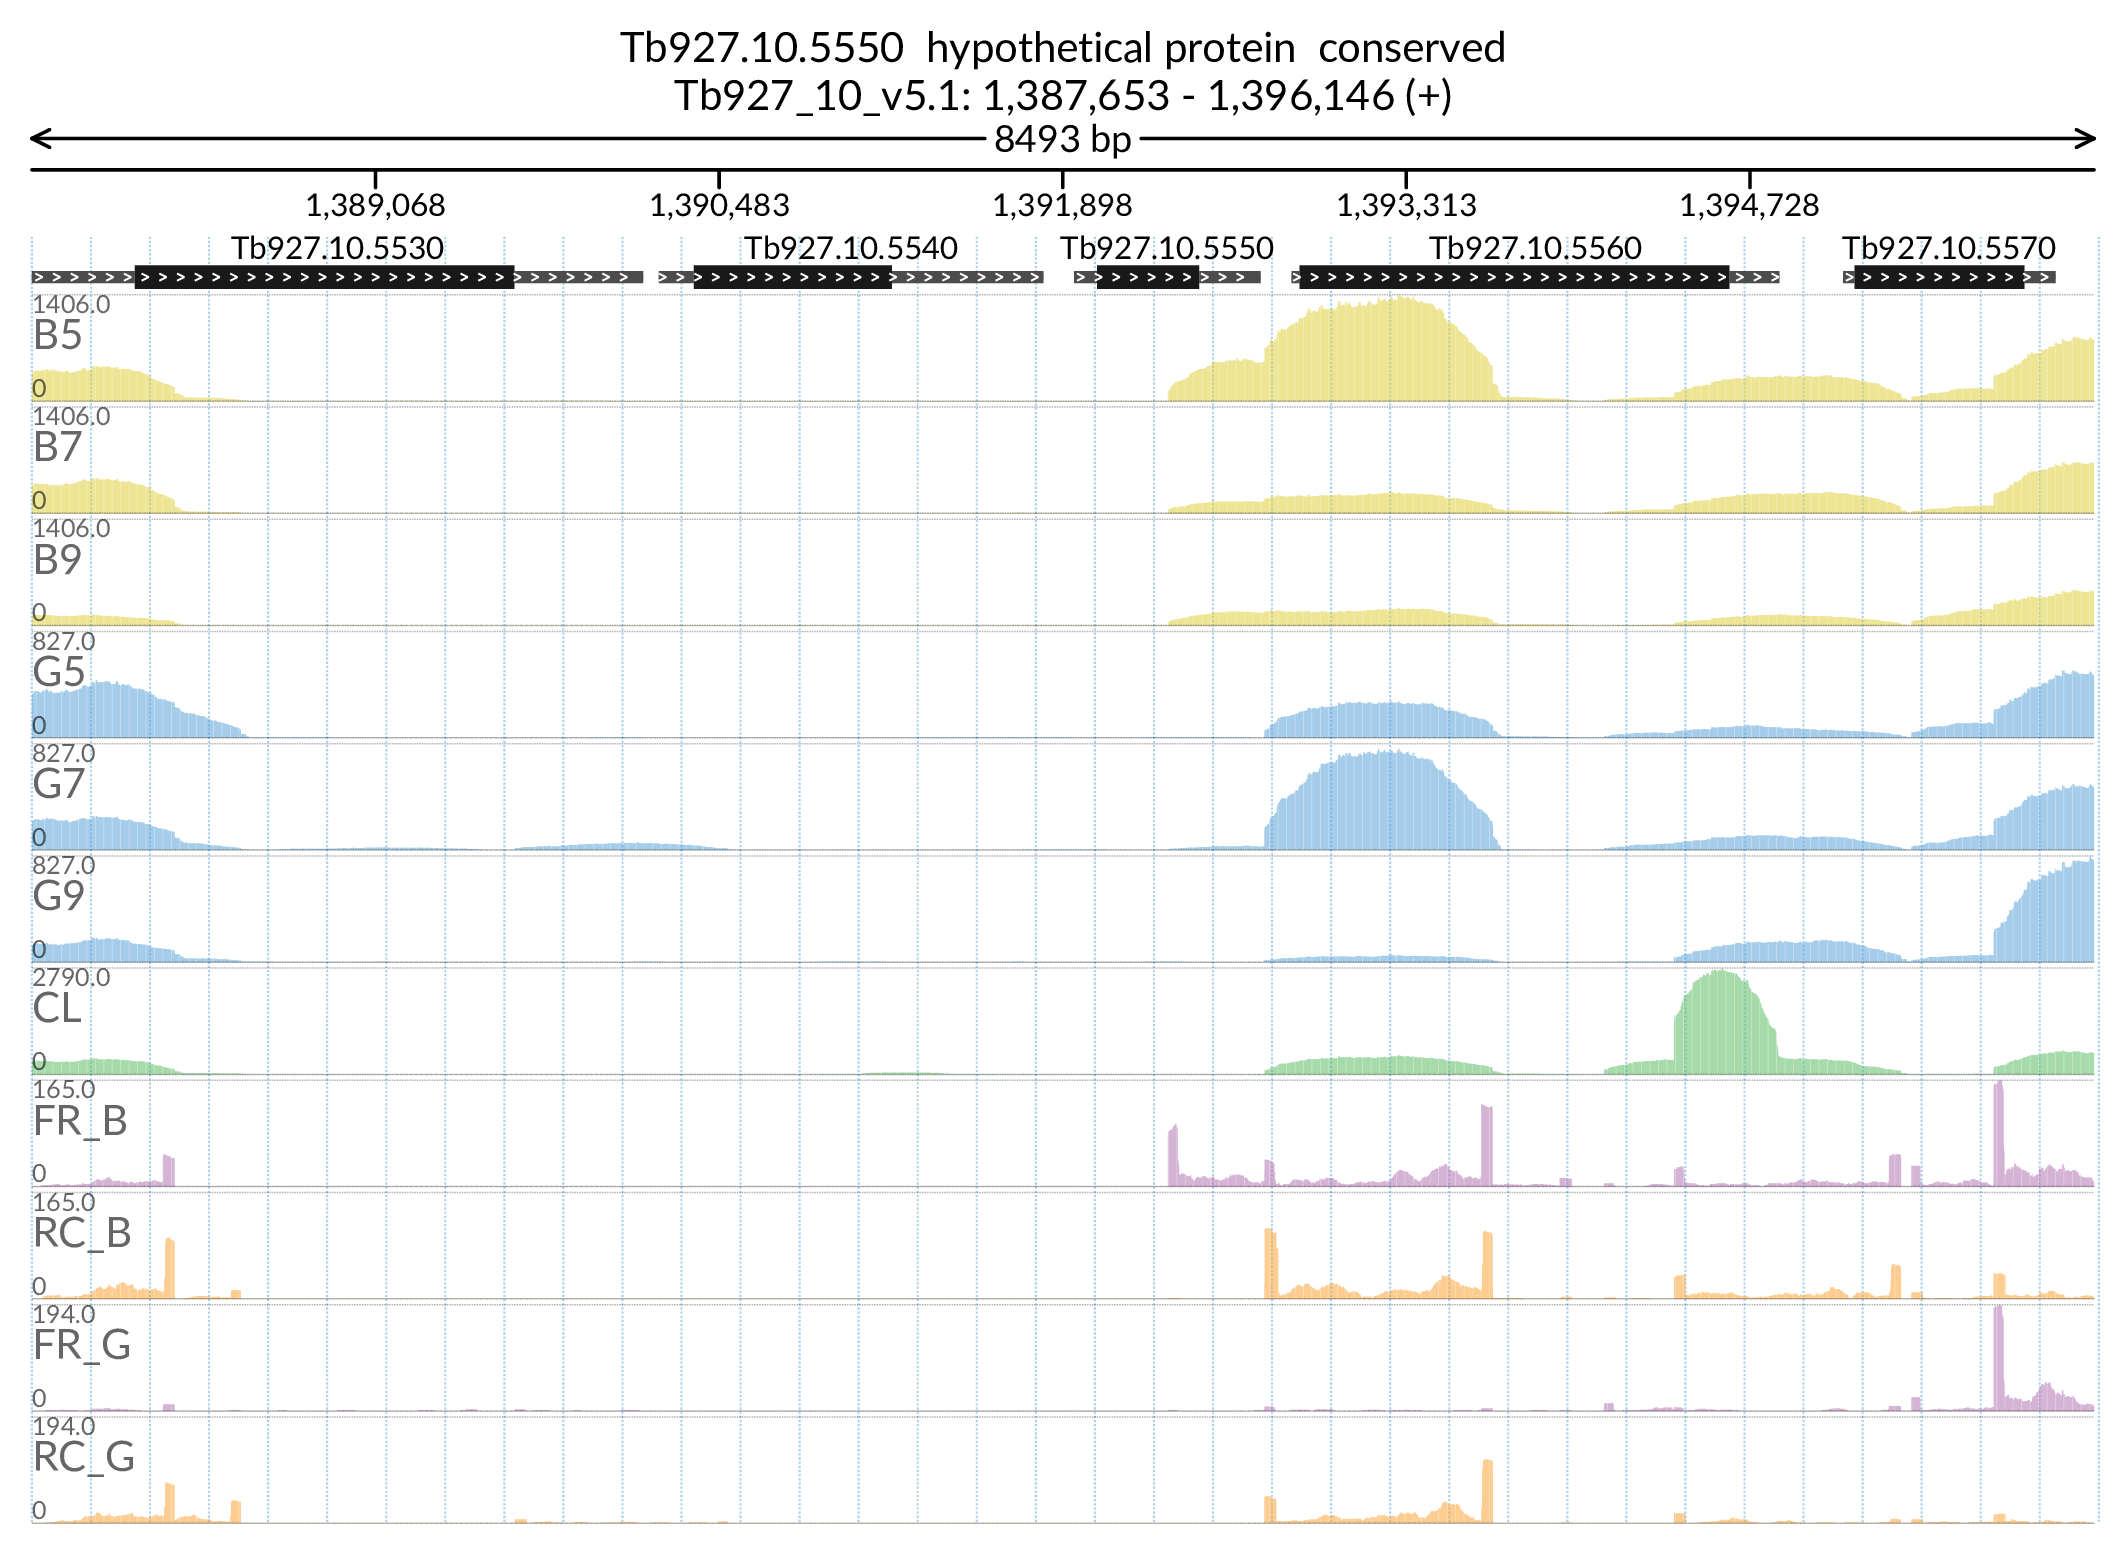 Tb927.10.5550  hypothetical protein  conserved
Tb927_10_v5.1: 1,387,653 - 1,396,146 (+)
8493 bp
1,389,068 1,390,483 1,391,898 1,393,313 1,394,728
Tb927.10.5530 Tb927.10.5540 Tb927.10.5550 Tb927.10.5560 Tb927.10.5570
1406.0
B5
0
1406.0
B7
0
1406.0
B9
0
827.0
G5
0
827.0
G7
0
827.0
G9
0
2790.0
CL
0
165.0
FR_B
0
165.0
RC_B
0
194.0
FR_G
0
194.0
RC_G
0